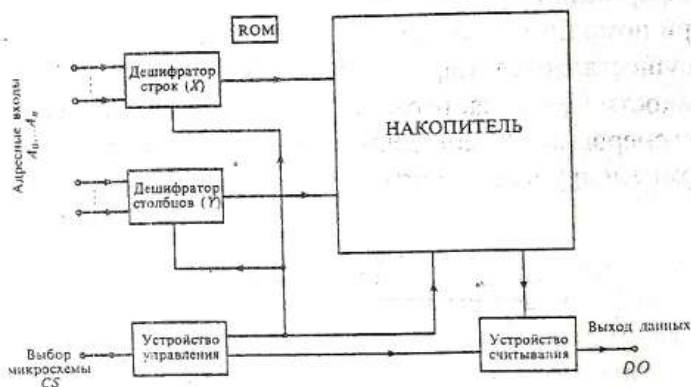 ROM
Адресные входы
A₀...Aₙ
Дешифратор
строк (X)
НАКОПИТЕЛЬ
Дешифратор
столбцов (Y)
Выбор
микросхемы
CS
Устройство
управления
Устройство
считывания
Выход данных
DO